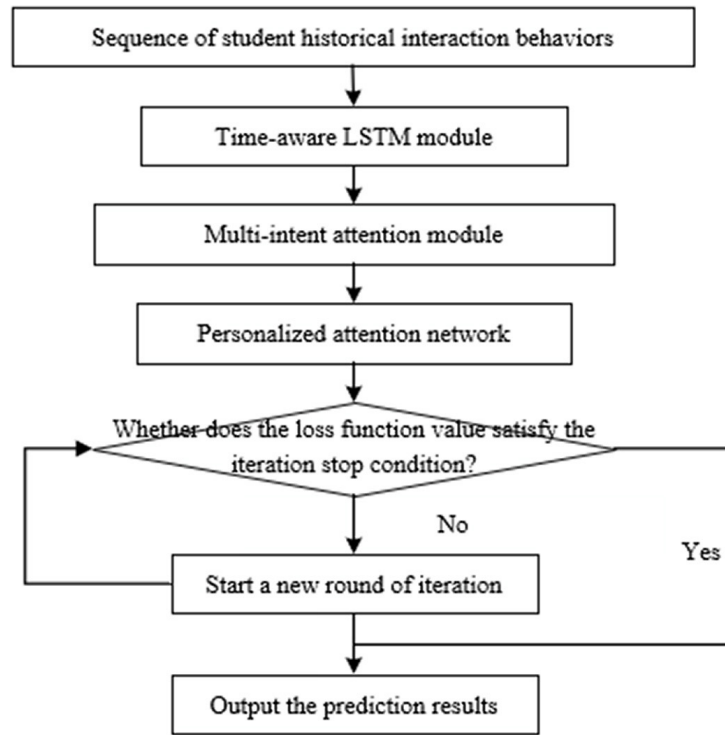 Sequence of student historical interaction behaviors
Time-aware LSTM module
Multi-intent attention module
Personalized attention network
Whether does the loss function value satisfy the
iteration stop condition?
No
Yes
Start a new round of iteration
Output the prediction results